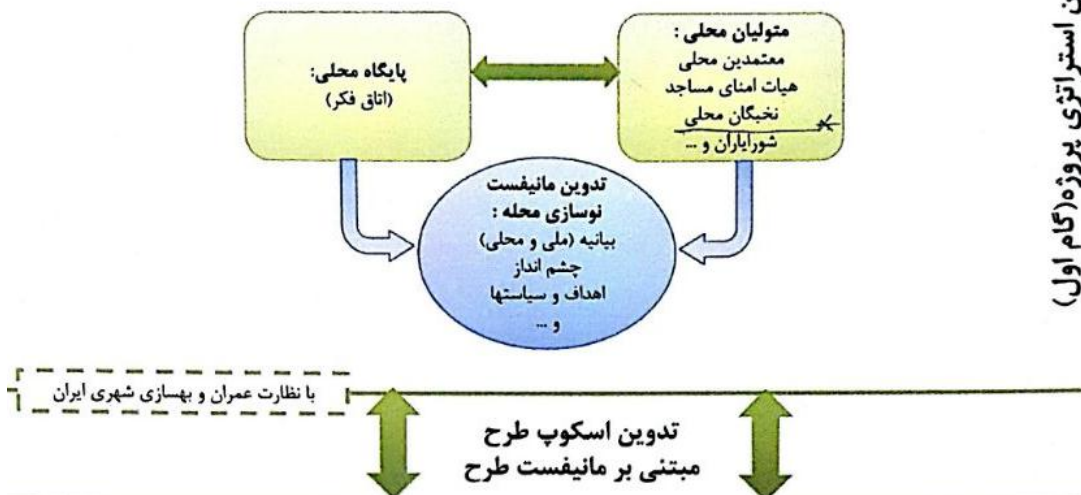 متولیان محلی :
معتمدین محلی
هیات امنای مساجد
نخبگان محلی
شورایاران و ...
پایگاه محلی:
(اتاق فکر)
تدوین مانیفست
نوسازی محله :
بیانیه (ملی و محلی)
چشم انداز
اهداف و سیاستها
و ...
استراتژی پروژه(گام اول)
با نظارت عمران و بهسازی شهری ایران
تدوین اسکوپ طرح
مبتنی بر مانیفست طرح